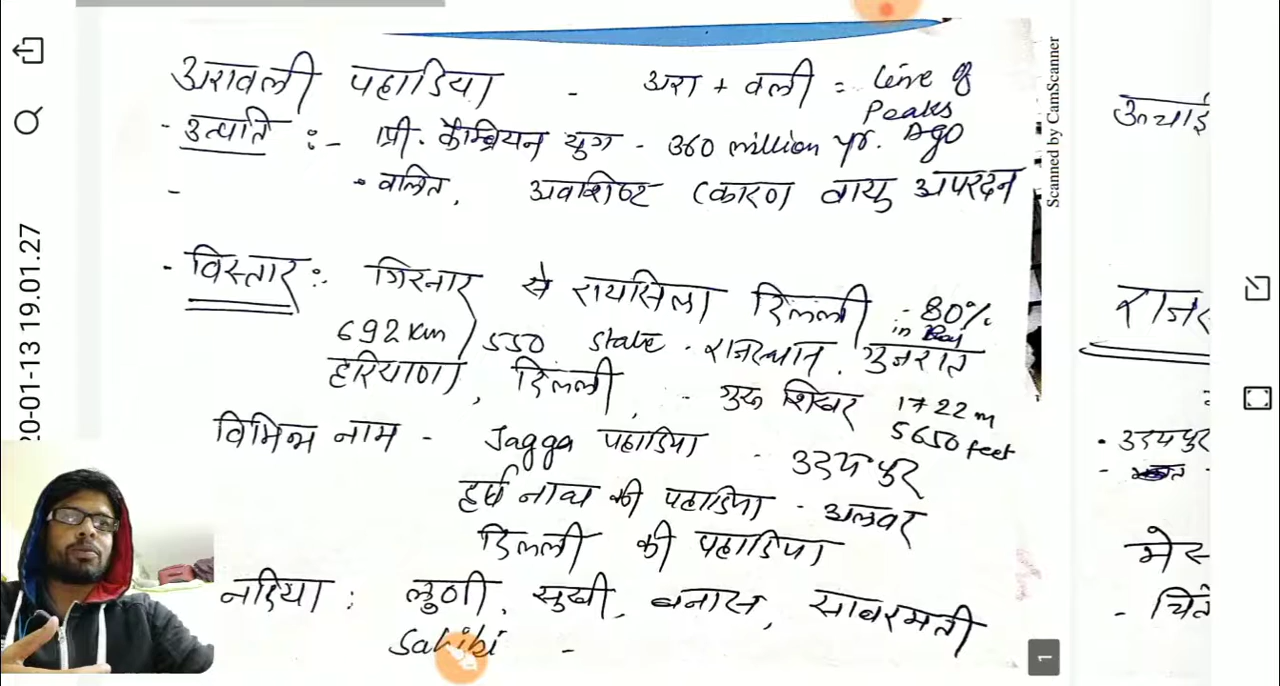 अरावली पहाडिया - अरा + वली = Line of Peaks
- उत्पति :- प्री. कैम्ब्रियन युग - 360 million yr. Ago
- • वलित, अवशिष्ट (कारण वायु अपरदन
- विस्तार :- गिरनार से रायसिला दिल्ली - 80% in Raj
692 km / 550 state - राजस्थान, गुजरात
हरियाणा, दिल्ली, - गुरु शिखर 1722 m
5650 feet
विभिन्न नाम - Jagga पहाडिया - उदयपुर
हर्ष नाथ की पहाडिया - अलवर
दिल्ली की पहाडिया
नदिया : लुणी, सुखी, बनास, साबरमती
Sahibi -
Scanned by CamScanner
1
20-01-13 19.01.27
ऊचाई
राजर
• उदयपुर
मेर
- चित